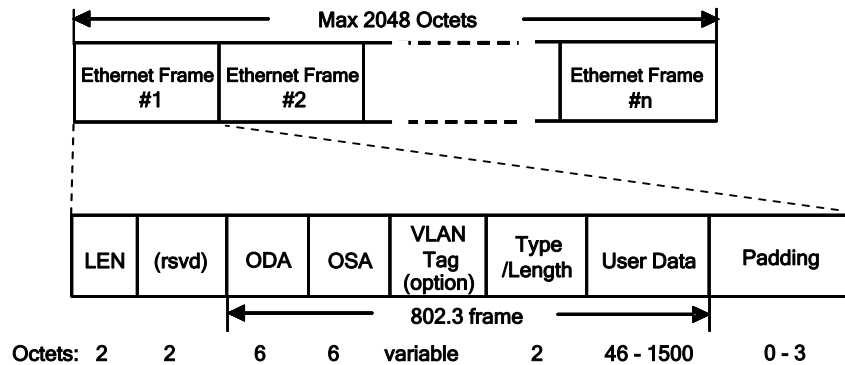 Max 2048 Octets
Ethernet Frame
#1
Ethernet Frame
#2
Ethernet Frame
#n
LEN
(rsvd)
ODA
OSA
VLAN
Tag
(option)
Type
/Length
User Data
Padding
802.3 frame
Octets: 2 2 6 6 variable 2 46 - 1500 0 - 3